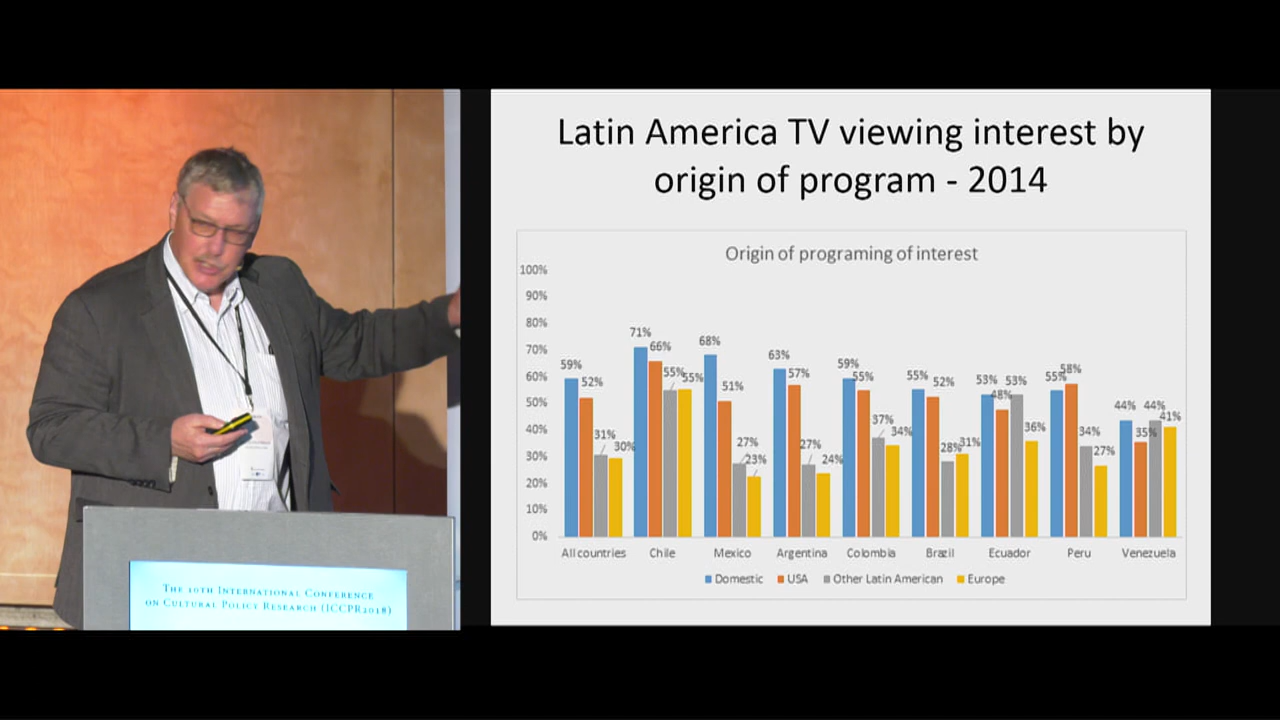 Latin America TV viewing interest by
origin of program - 2014
Origin of programing of interest
100%
90%
80%
70%
60%
50%
40%
30%
20%
10%
0%
59% 52% 31% 30%
71% 66% 55% 55%
68% 51% 27% 23%
63% 57% 27% 24%
59% 55% 37% 34%
55% 52% 28% 31%
53% 48% 53% 36%
55% 58% 34% 27%
44% 35% 44% 41%
All countries Chile Mexico Argentina Colombia Brazil Ecuador Peru Venezuela
Domestic USA Other Latin American Europe
The 10th International Conference
on Cultural Policy Research (ICCPR2018)